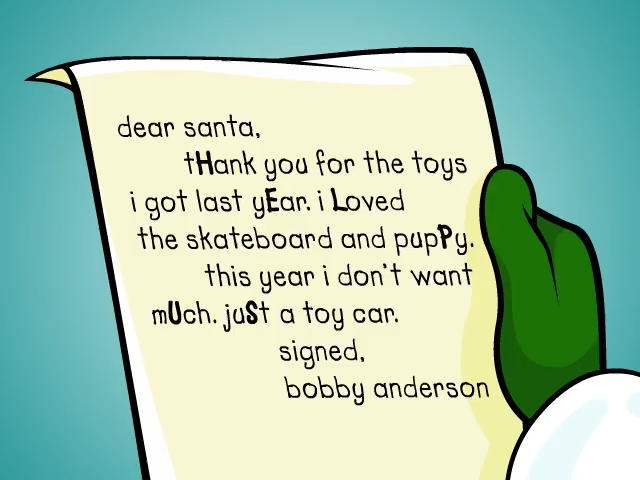 dear santa,
tHank you for the toys
i got last yEar. i Loved
the skateboard and pupPy.
this year i don't want
mUch. juSt a toy car.
signed,
bobby anderson